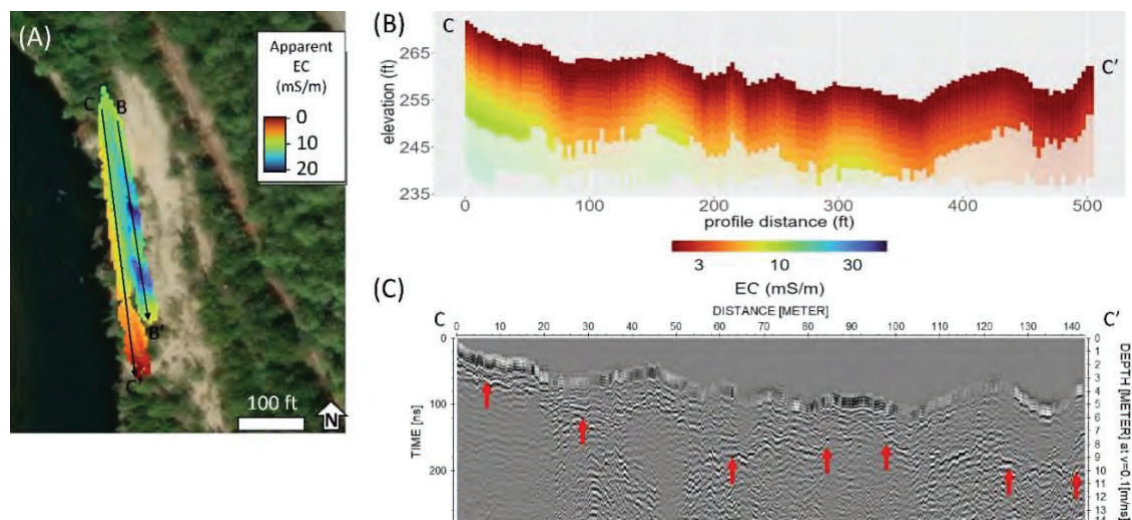 (A)
Apparent
EC
(mS/m)
0
10
20
C
B
B'
C'
100 ft
N
(B)
C
C'
elevation (ft)
265
255
245
235
0 100 200 300 400 500
profile distance (ft)
3 10 30
EC (mS/m)
(C)
DISTANCE [METER]
C
C'
0 10 20 30 40 50 60 70 80 90 100 110 120 130 140
TIME [ns]
0
100
200
0
1
2
3
4
5
6
7
8
9
10
11
12
13
DEPTH [METER] at v=0.1[m/ns]